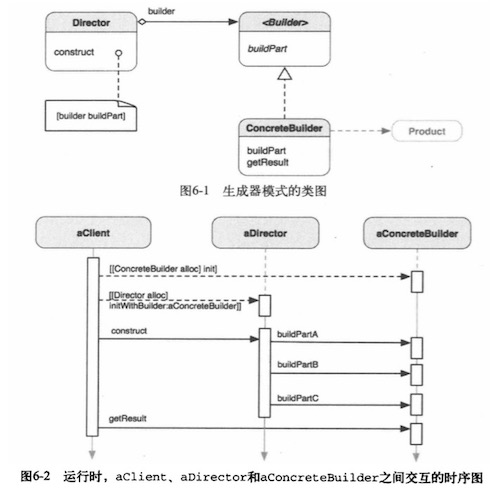 builder
Director
<Builder>
construct
buildPart
[builder buildPart]
ConcreteBuilder
Product
buildPart
getResult
图6-1 生成器模式的类图
aClient
aDirector
aConcreteBuilder
[[ConcreteBuilder alloc] init]
[[Director alloc]
initWithBuilder:aConcreteBuilder]]
construct
buildPartA
buildPartB
buildPartC
getResult
图6-2 运行时，aClient、aDirector和aConcreteBuilder之间交互的时序图